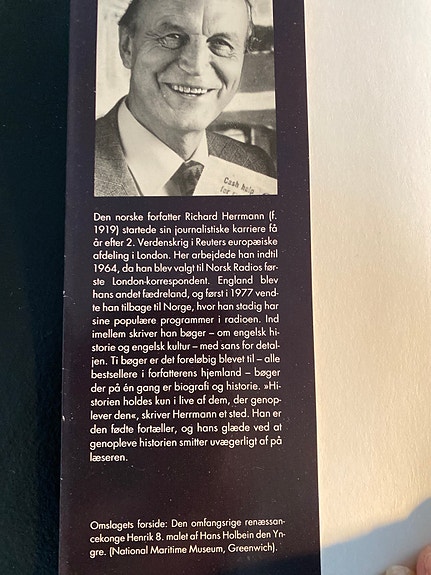 Cash help
for
Den norske forfatter Richard Herrmann (f.
1919) startede sin journalistiske karriere få
år efter 2. Verdenskrig i Reuters europæiske
afdeling i London. Her arbejdede han indtil
1964, da han blev valgt til Norsk Radios før-
ste London-korrespondent. England blev
hans andet fædreland, og først i 1977 vend-
te han tilbage til Norge, hvor han stadig har
sine populære programmer i radioen. Ind
imellem skriver han bøger – om engelsk hi-
storie og engelsk kultur – med sans for detal-
jen. Ti bøger er det foreløbig blevet til – alle
bestsellere i forfatterens hjemland – bøger
der på én gang er biografi og historie. »Hi-
storien holdes kun i live af dem, der genop-
lever den«, skriver Herrmann et sted. Han er
den fødte fortæller, og hans glæde ved at
genopleve historien smitter uvægerligt af på
læseren.
Omslagets forside: Den omfangsrige renæssan-
cekonge Henrik 8. malet af Hans Holbein den Yn-
gre. (National Maritime Museum, Greenwich).